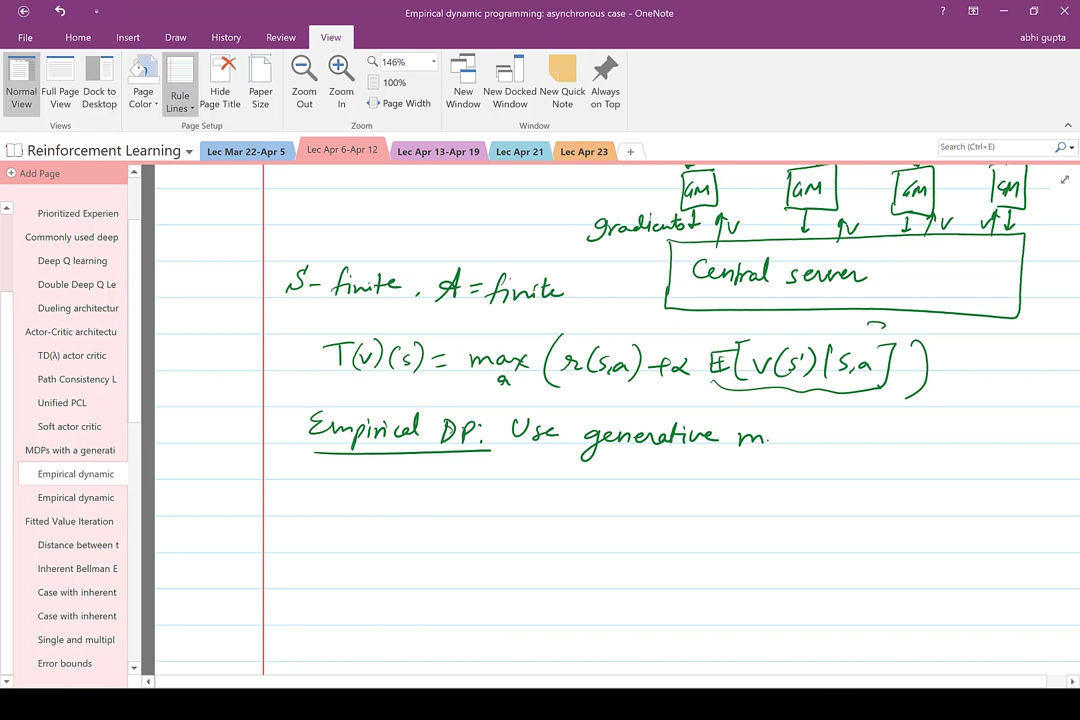 Empirical dynamic programming: asynchronous case - OneNote
abhi gupta
File Home Insert Draw History Review View
Normal View
Full Page View
Dock to Desktop
Page Color
Rule Lines
Hide Page Title
Paper Size
Zoom Out
Zoom In
146%
100%
Page Width
New Window
New Docked Window
New Quick Note
Always on Top
Views Page Setup Zoom Window
Reinforcement Learning
Lec Mar 22-Apr 5
Lec Apr 6-Apr 12
Lec Apr 13-Apr 19
Lec Apr 21
Lec Apr 23
Search (Ctrl+E)
Add Page
Prioritized Experien
Commonly used deep
Deep Q learning
Double Deep Q Le
Dueling architectur
Actor-Critic architectu
TD(λ) actor critic
Path Consistency L
Unified PCL
Soft actor critic
MDPs with a generati
Empirical dynamic
Empirical dynamic
Fitted Value Iteration
Distance between t
Inherent Bellman E
Case with inherent
Case with inherent
Single and multipl
Error bounds
GM GM GM GM
gradients ↓ ↑V ↓ ↑V ↓ ↑V V↑ ↓
Central server
S - finite, A = finite
T(v)(s) = max_a (r(s,a) + α E[V(s')|s,a])
Empirical DP: Use generative m